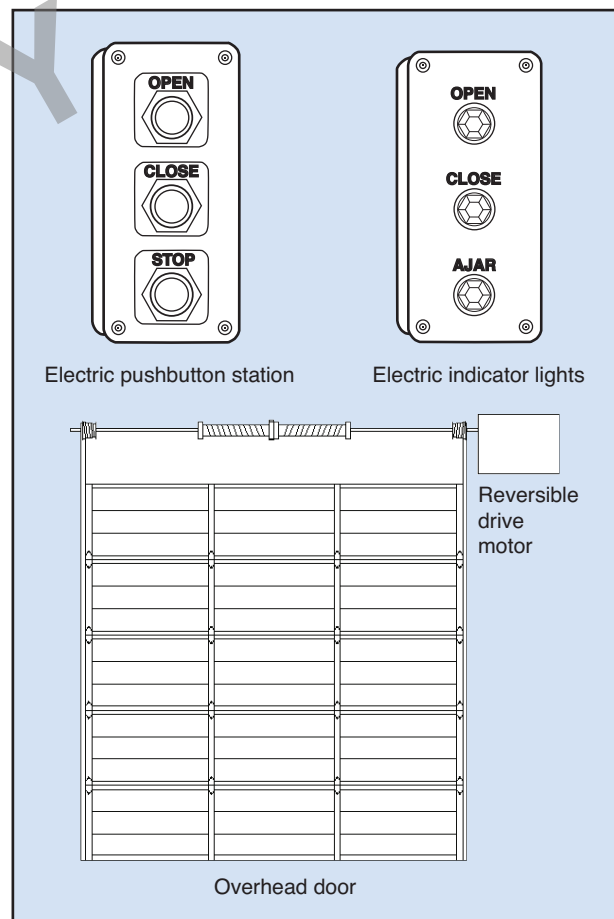 OPEN
CLOSE
STOP
OPEN
CLOSE
AJAR
Electric pushbutton station
Electric indicator lights
Reversible
drive
motor
Overhead door